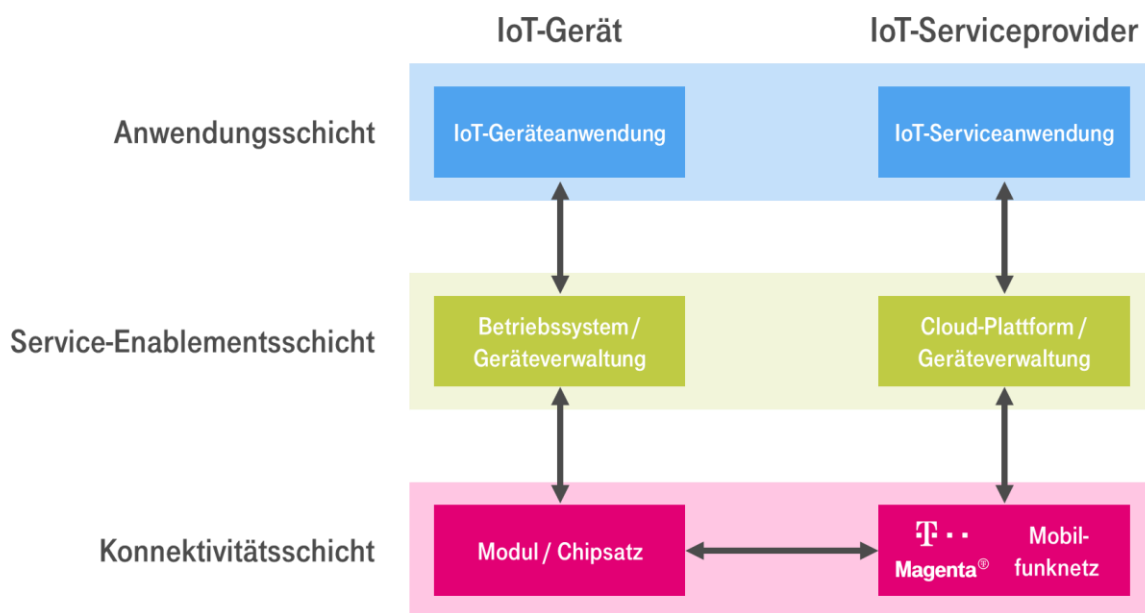 IoT-Gerät
IoT-Serviceprovider
Anwendungsschicht
IoT-Geräteanwendung
IoT-Serviceanwendung
Service-Enablementsschicht
Betriebssystem /
Geräteverwaltung
Cloud-Plattform /
Geräteverwaltung
Konnektivitätsschicht
Modul / Chipsatz
T
Magenta®
Mobil-
funknetz